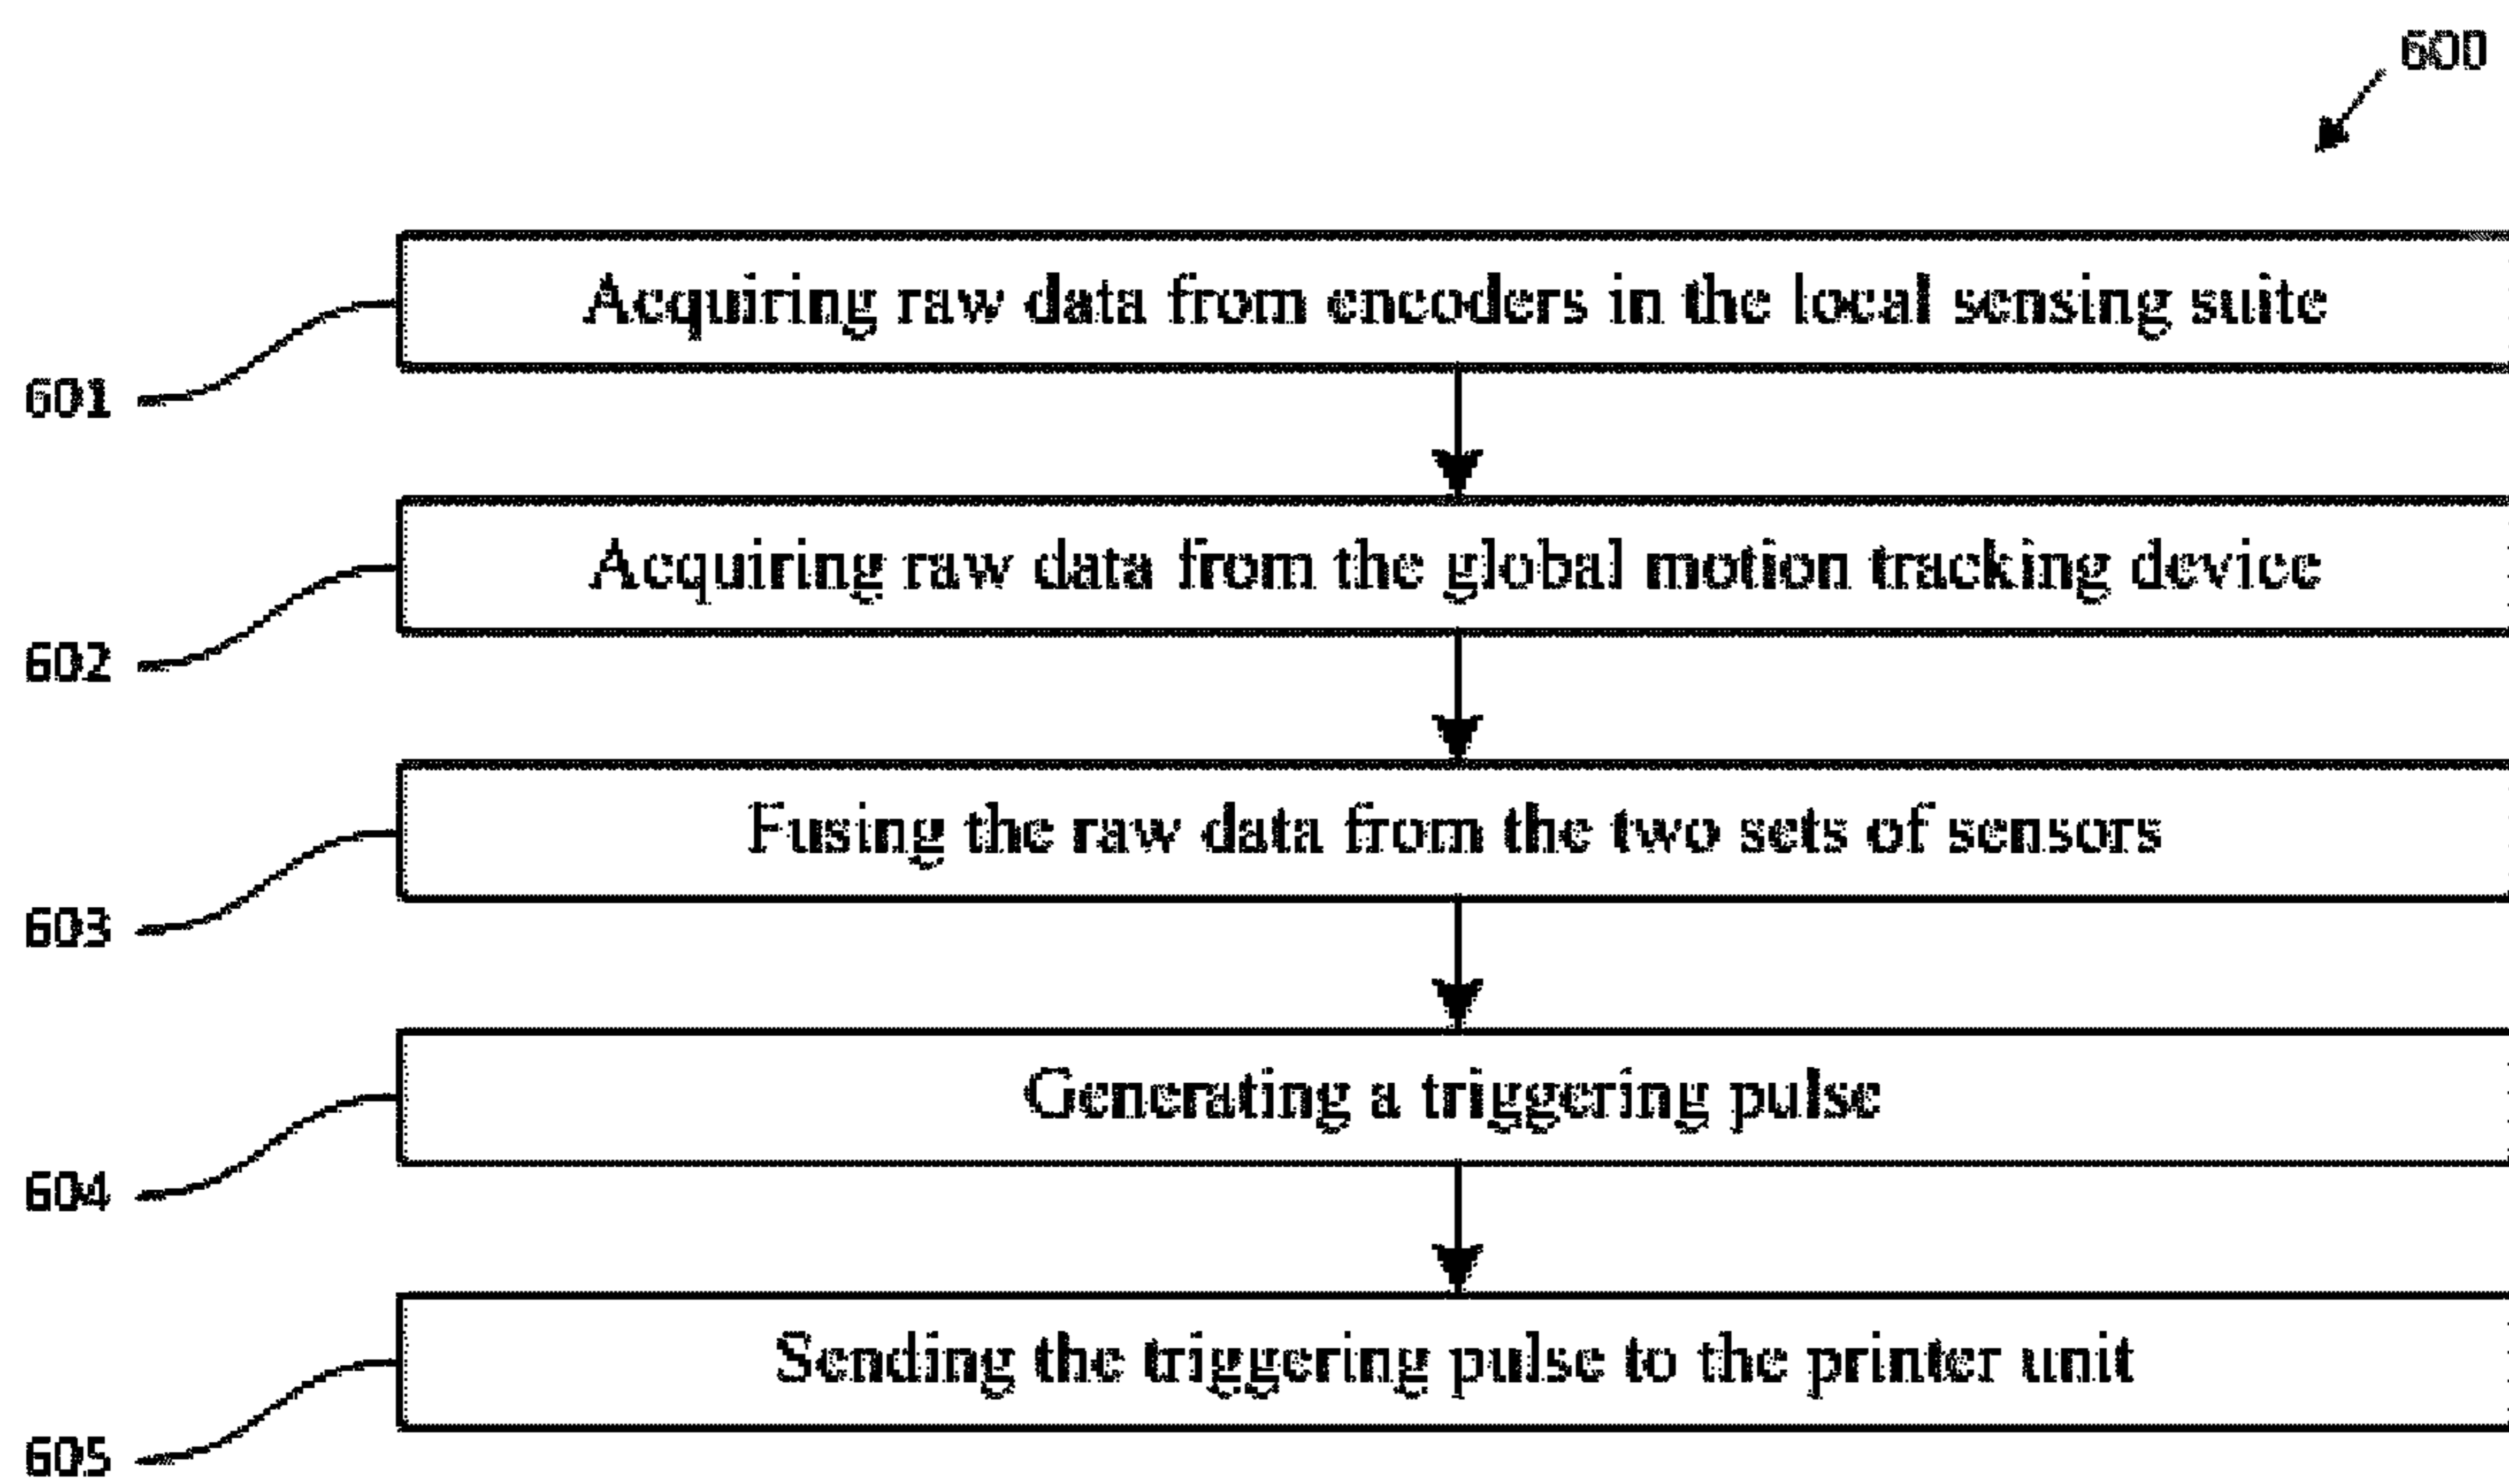 600
Acquiring raw data from encoders in the local sensing suite
601
Acquiring raw data from the global motion tracking device
602
Fusing the raw data from the two sets of sensors
603
Generating a triggering pulse
604
Sending the triggering pulse to the printer unit
605